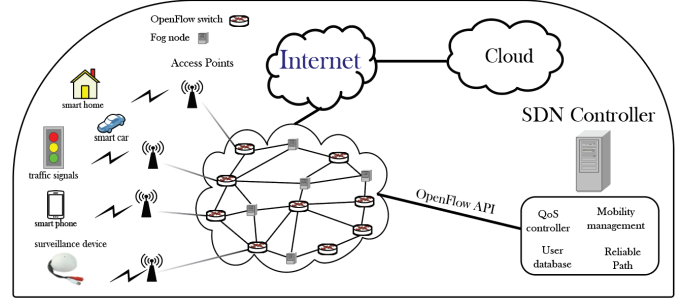 OpenFlow switch
Fog node
Access Points
Internet
Cloud
smart home
smart car
traffic signals
smart phone
surveillance device
SDN Controller
OpenFlow API
QoS
controller
Mobility
management
User
database
Reliable
Path